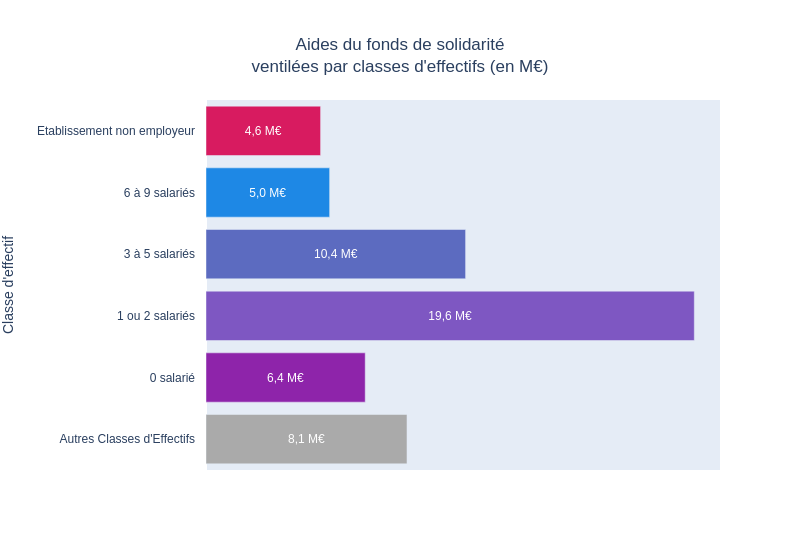 Aides du fonds de solidarité
ventilées par classes d'effectifs (en M€)
Classe d'effectif
Etablissement non employeur
4,6 M€
6 à 9 salariés
5,0 M€
3 à 5 salariés
10,4 M€
1 ou 2 salariés
19,6 M€
0 salarié
6,4 M€
Autres Classes d'Effectifs
8,1 M€